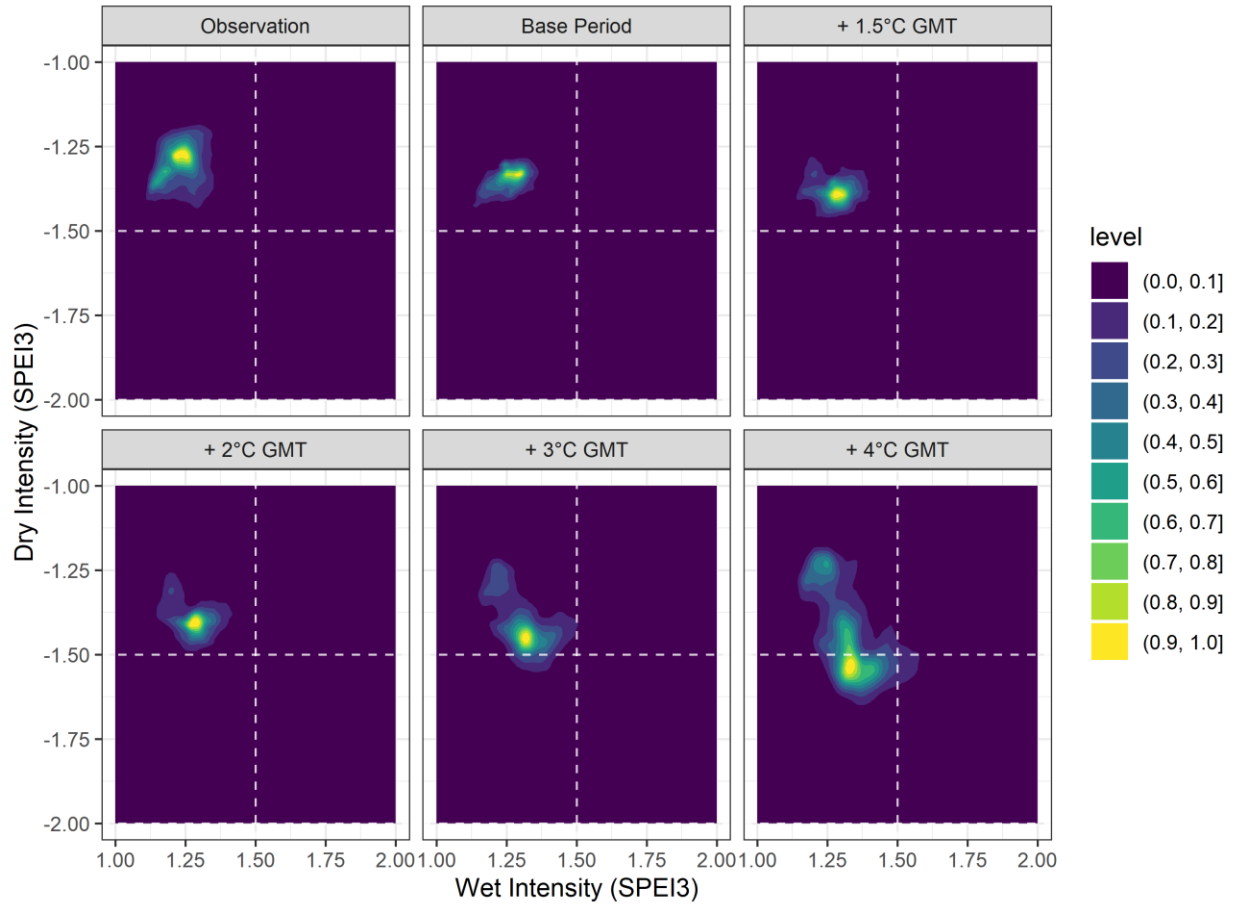 Observation
Base Period
+ 1.5°C GMT
-1.00
-1.25
-1.50
-1.75
-2.00
+ 2°C GMT
+ 3°C GMT
+ 4°C GMT
-1.00
-1.25
-1.50
-1.75
-2.00
1.00 1.25 1.50 1.75 2.00
1.00 1.25 1.50 1.75 2.00
1.00 1.25 1.50 1.75 2.00
Wet Intensity (SPEI3)
Dry Intensity (SPEI3)
level
(0.0, 0.1]
(0.1, 0.2]
(0.2, 0.3]
(0.3, 0.4]
(0.4, 0.5]
(0.5, 0.6]
(0.6, 0.7]
(0.7, 0.8]
(0.8, 0.9]
(0.9, 1.0]